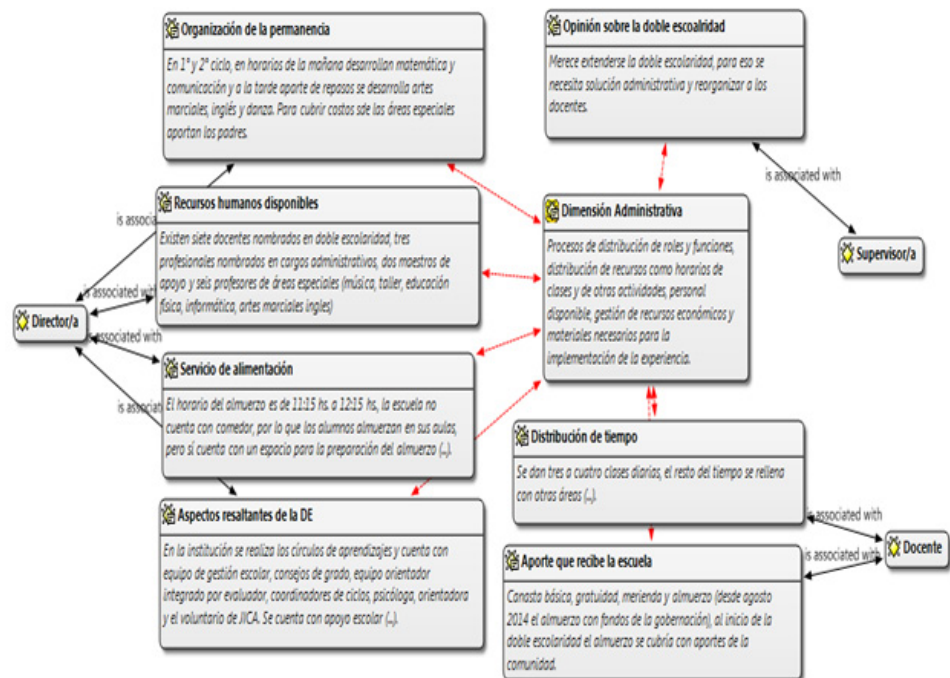 Organización de la permanencia
En 1° y 2° ciclo, en horarios de la mañana desarrollan matemática y
comunicación y a la tarde aparte de repasos se desarrolla artes
marciales, inglés y danza. Para cubrir costos sde las áreas especiales
aportan los padres.
Opinión sobre la doble escoalridad
Merece extenderse la doble escolaridad, para eso se
necesita solución administrativa y reorganizar a los
docentes.
is associated with
Supervisor/a
is associat
Recursos humanos disponibles
Existen siete docentes nombrados en doble escolaridad, tres
profesionales nombrados en cargos administrativos, dos maestros de
apoyo y seis profesores de áreas especiales (música, taller, educación
física, informática, artes marciales ingles)
Dimensión Administrativa
Procesos de distribución de roles y funciones,
distribución de recursos como horarios de
clases y de otras actividades, personal
disponible, gestión de recursos económicos y
materiales necesarios para la
implementación de la experiencia.
is associated with
Director/a
is associated with
Servicio de alimentación
El horario del almuerzo es de 11:15 hs. a 12:15 hs., la escuela no
cuenta con comedor, por lo que los alumnos almuerzan en sus aulas,
pero sí cuenta con un espacio para la preparación del almuerzo (...).
is associat
Distribución de tiempo
Se dan tres a cuatro clases diarias, el resto del tiempo se rellena
con otras áreas (...).
is associated with
Docente
is associated with
Aspectos resaltantes de la DE
En la institución se realiza los círculos de aprendizajes y cuenta con
equipo de gestión escolar, consejos de grado, equipo orientador
integrado por evaluador, coordinadores de ciclos, psicóloga, orientadora
y el voluntario de JICA. Se cuenta con apoyo escolar (...).
Aporte que recibe la escuela
Canasta básica, gratuidad, merienda y almuerzo (desde agosto
2014 el almuerzo con fondos de la gobernación), al inicio de la
doble escolaridad el almuerzo se cubría con aportes de la
comunidad.